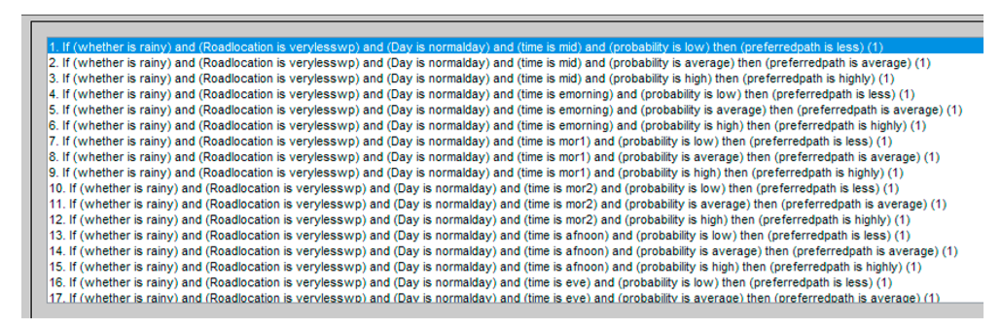 1. If (whether is rainy) and (Roadlocation is verylesswp) and (Day is normalday) and (time is mid) and (probability is low) then (preferredpath is less) (1)
2. If (whether is rainy) and (Roadlocation is verylesswp) and (Day is normalday) and (time is mid) and (probability is average) then (preferredpath is average) (1)
3. If (whether is rainy) and (Roadlocation is verylesswp) and (Day is normalday) and (time is mid) and (probability is high) then (preferredpath is highly) (1)
4. If (whether is rainy) and (Roadlocation is verylesswp) and (Day is normalday) and (time is emorning) and (probability is low) then (preferredpath is less) (1)
5. If (whether is rainy) and (Roadlocation is verylesswp) and (Day is normalday) and (time is emorning) and (probability is average) then (preferredpath is average) (1)
6. If (whether is rainy) and (Roadlocation is verylesswp) and (Day is normalday) and (time is emorning) and (probability is high) then (preferredpath is highly) (1)
7. If (whether is rainy) and (Roadlocation is verylesswp) and (Day is normalday) and (time is mor1) and (probability is low) then (preferredpath is less) (1)
8. If (whether is rainy) and (Roadlocation is verylesswp) and (Day is normalday) and (time is mor1) and (probability is average) then (preferredpath is average) (1)
9. If (whether is rainy) and (Roadlocation is verylesswp) and (Day is normalday) and (time is mor1) and (probability is high) then (preferredpath is highly) (1)
10. If (whether is rainy) and (Roadlocation is verylesswp) and (Day is normalday) and (time is mor2) and (probability is low) then (preferredpath is less) (1)
11. If (whether is rainy) and (Roadlocation is verylesswp) and (Day is normalday) and (time is mor2) and (probability is average) then (preferredpath is average) (1)
12. If (whether is rainy) and (Roadlocation is verylesswp) and (Day is normalday) and (time is mor2) and (probability is high) then (preferredpath is highly) (1)
13. If (whether is rainy) and (Roadlocation is verylesswp) and (Day is normalday) and (time is afnoon) and (probability is low) then (preferredpath is less) (1)
14. If (whether is rainy) and (Roadlocation is verylesswp) and (Day is normalday) and (time is afnoon) and (probability is average) then (preferredpath is average) (1)
15. If (whether is rainy) and (Roadlocation is verylesswp) and (Day is normalday) and (time is afnoon) and (probability is high) then (preferredpath is highly) (1)
16. If (whether is rainy) and (Roadlocation is verylesswp) and (Day is normalday) and (time is eve) and (probability is low) then (preferredpath is less) (1)
17. If (whether is rainy) and (Roadlocation is verylesswp) and (Day is normalday) and (time is eve) and (probability is average) then (preferredpath is average) (1)